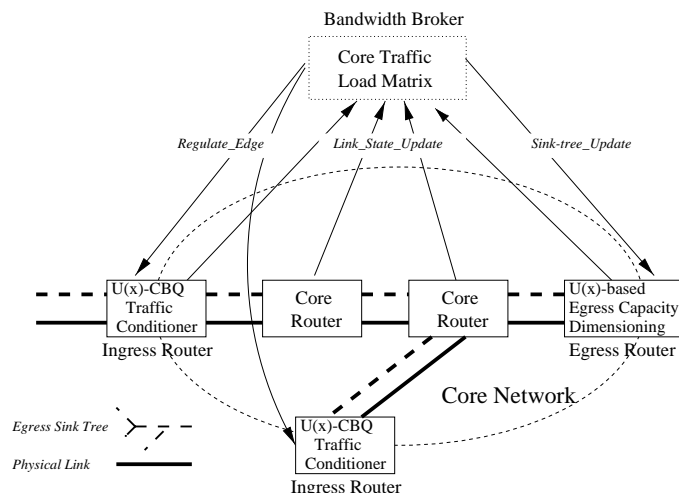 Bandwidth Broker
Core Traffic
Load Matrix
Regulate_Edge
Link_State_Update
Sink-tree_Update
U(x)-CBQ
Traffic
Conditioner
Ingress Router
Core
Router
Core
Router
U(x)-based
Egress Capacity
Dimensioning
Egress Router
Core Network
Egress Sink Tree
Physical Link
U(x)-CBQ
Traffic
Conditioner
Ingress Router